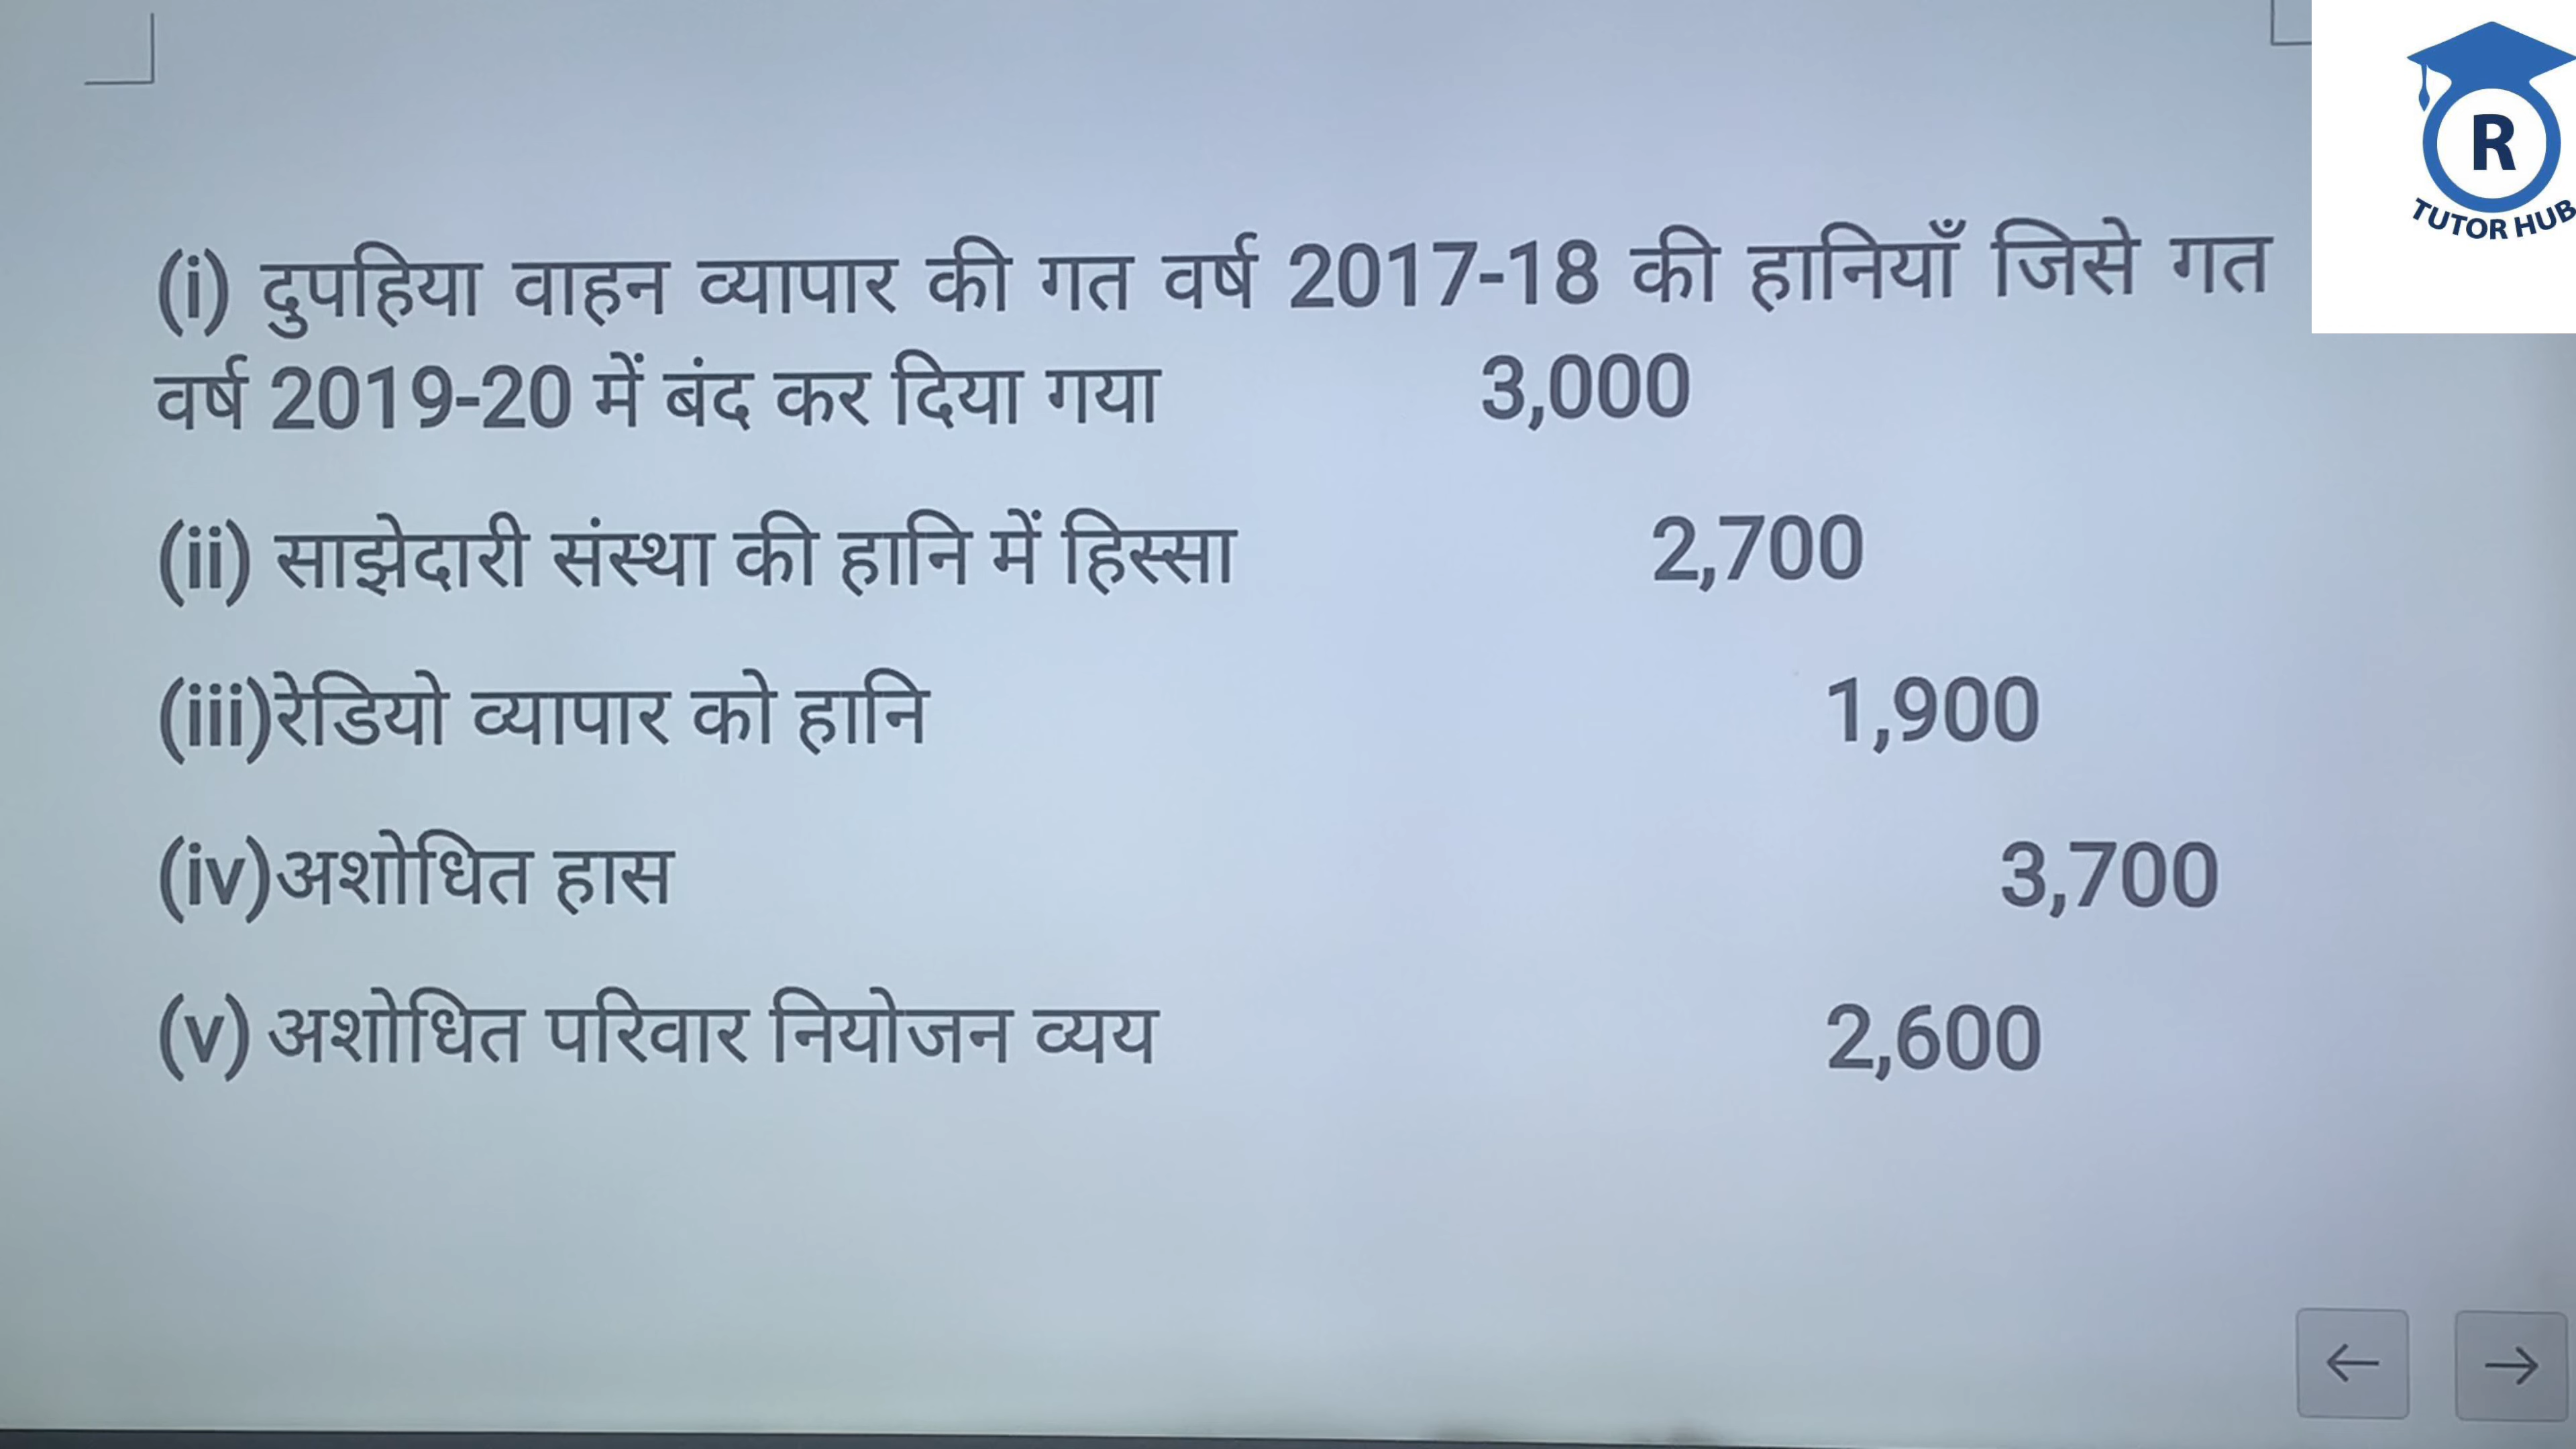 R
TUTOR HUB
(i) दुपहिया वाहन व्यापार की गत वर्ष 2017-18 की हानियाँ जिसे गत
वर्ष 2019-20 में बंद कर दिया गया 3,000
(ii) साझेदारी संस्था की हानि में हिस्सा 2,700
(iii)रेडियो व्यापार को हानि 1,900
(iv)अशोधित हास 3,700
(v) अशोधित परिवार नियोजन व्यय 2,600